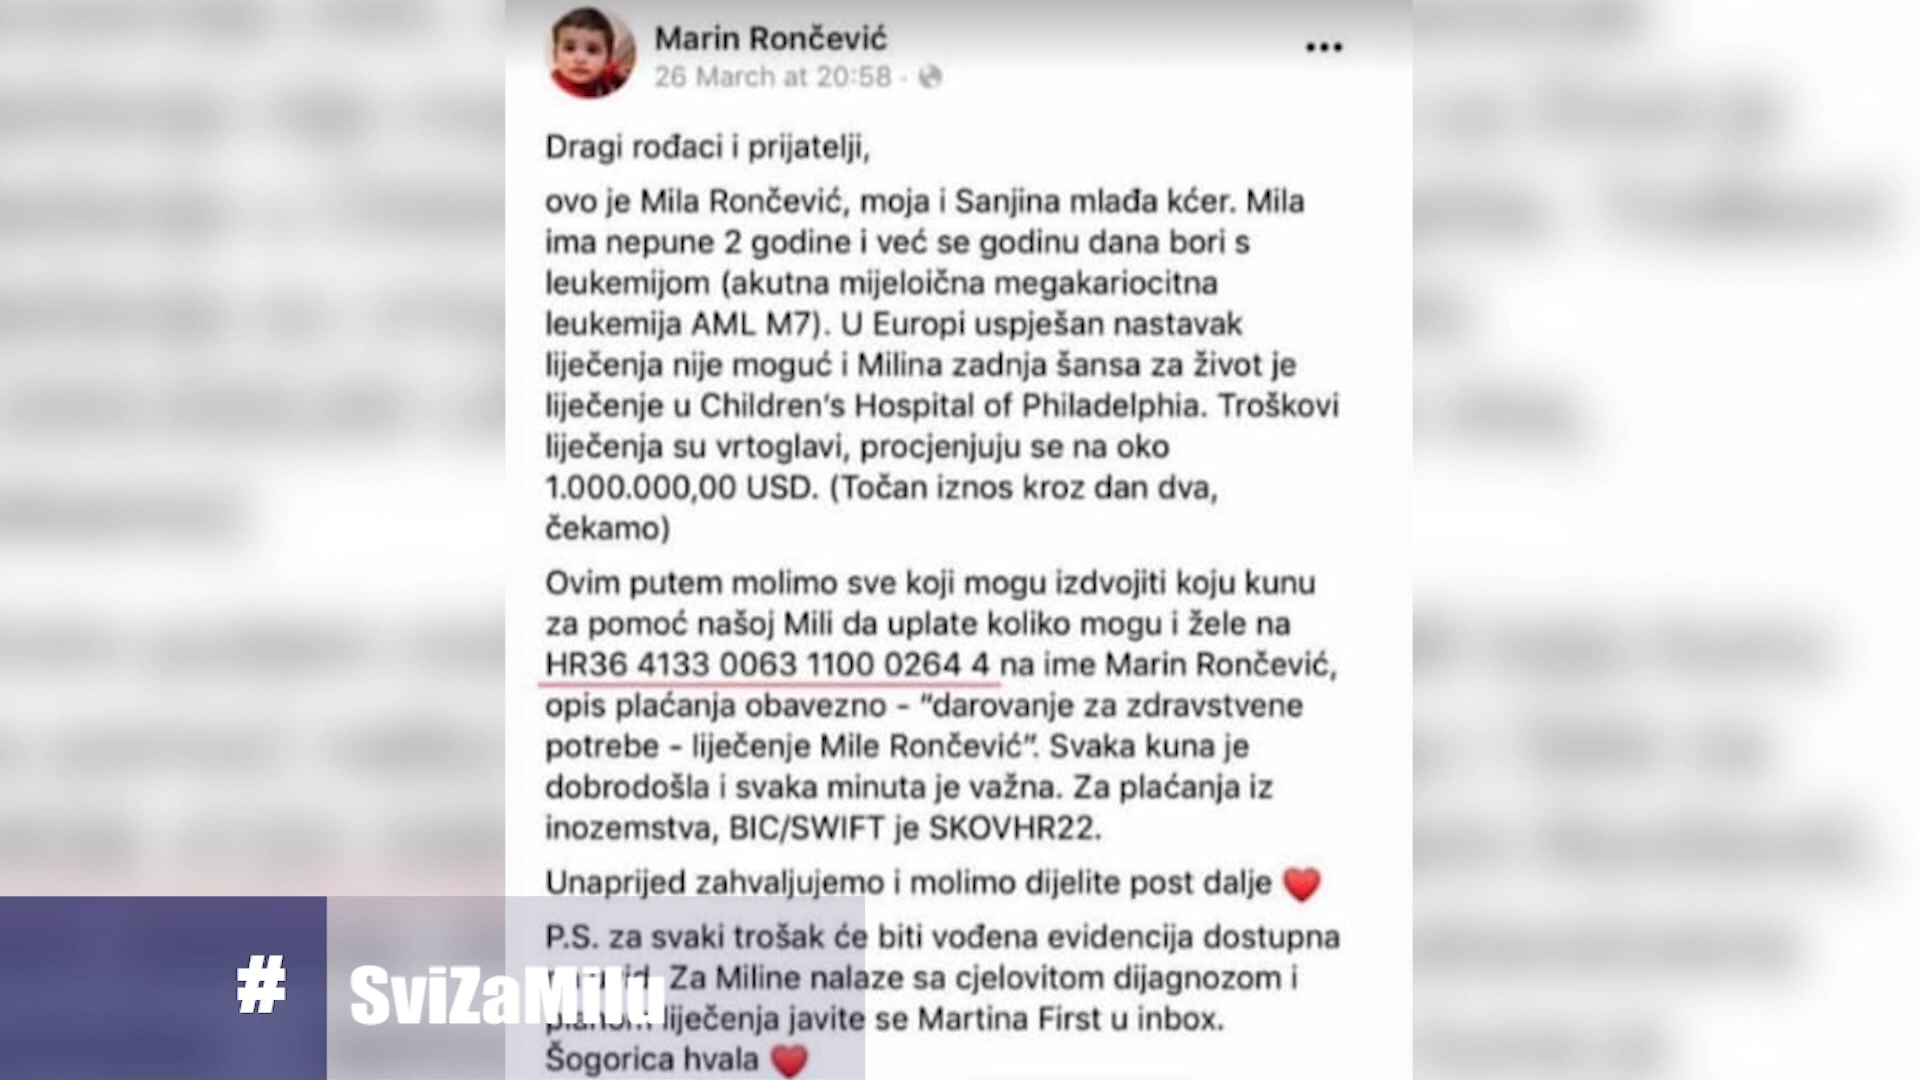 Marin Rončević
26 March at 20:58 ·
Dragi rođaci i prijatelji,
ovo je Mila Rončević, moja i Sanjina mlađa kćer. Mila
ima nepune 2 godine i već se godinu dana bori s
leukemijom (akutna mijeloična megakariocitna
leukemija AML M7). U Europi uspješan nastavak
liječenja nije moguć i Milina zadnja šansa za život je
liječenje u Children's Hospital of Philadelphia. Troškovi
liječenja su vrtoglavi, procjenjuju se na oko
1.000.000,00 USD. (Točan iznos kroz dan dva,
čekamo)
Ovim putem molimo sve koji mogu izdvojiti koju kunu
za pomoć našoj Mili da uplate koliko mogu i žele na
HR36 4133 0063 1100 0264 4 na ime Marin Rončević,
opis plaćanja obavezno - "darovanje za zdravstvene
potrebe - liječenje Mile Rončević". Svaka kuna je
dobrodošla i svaka minuta je važna. Za plaćanja iz
inozemstva, BIC/SWIFT je SKOVHR22.
Unaprijed zahvaljujemo i molimo dijelite post dalje ❤️
P.S. za svaki trošak će biti vođena evidencija dostupna
Za Miline nalaze sa cjelovitom dijagnozom i
liječenja javite se Martina First u inbox.
Šogorica hvala ❤️
# SviZaMilu